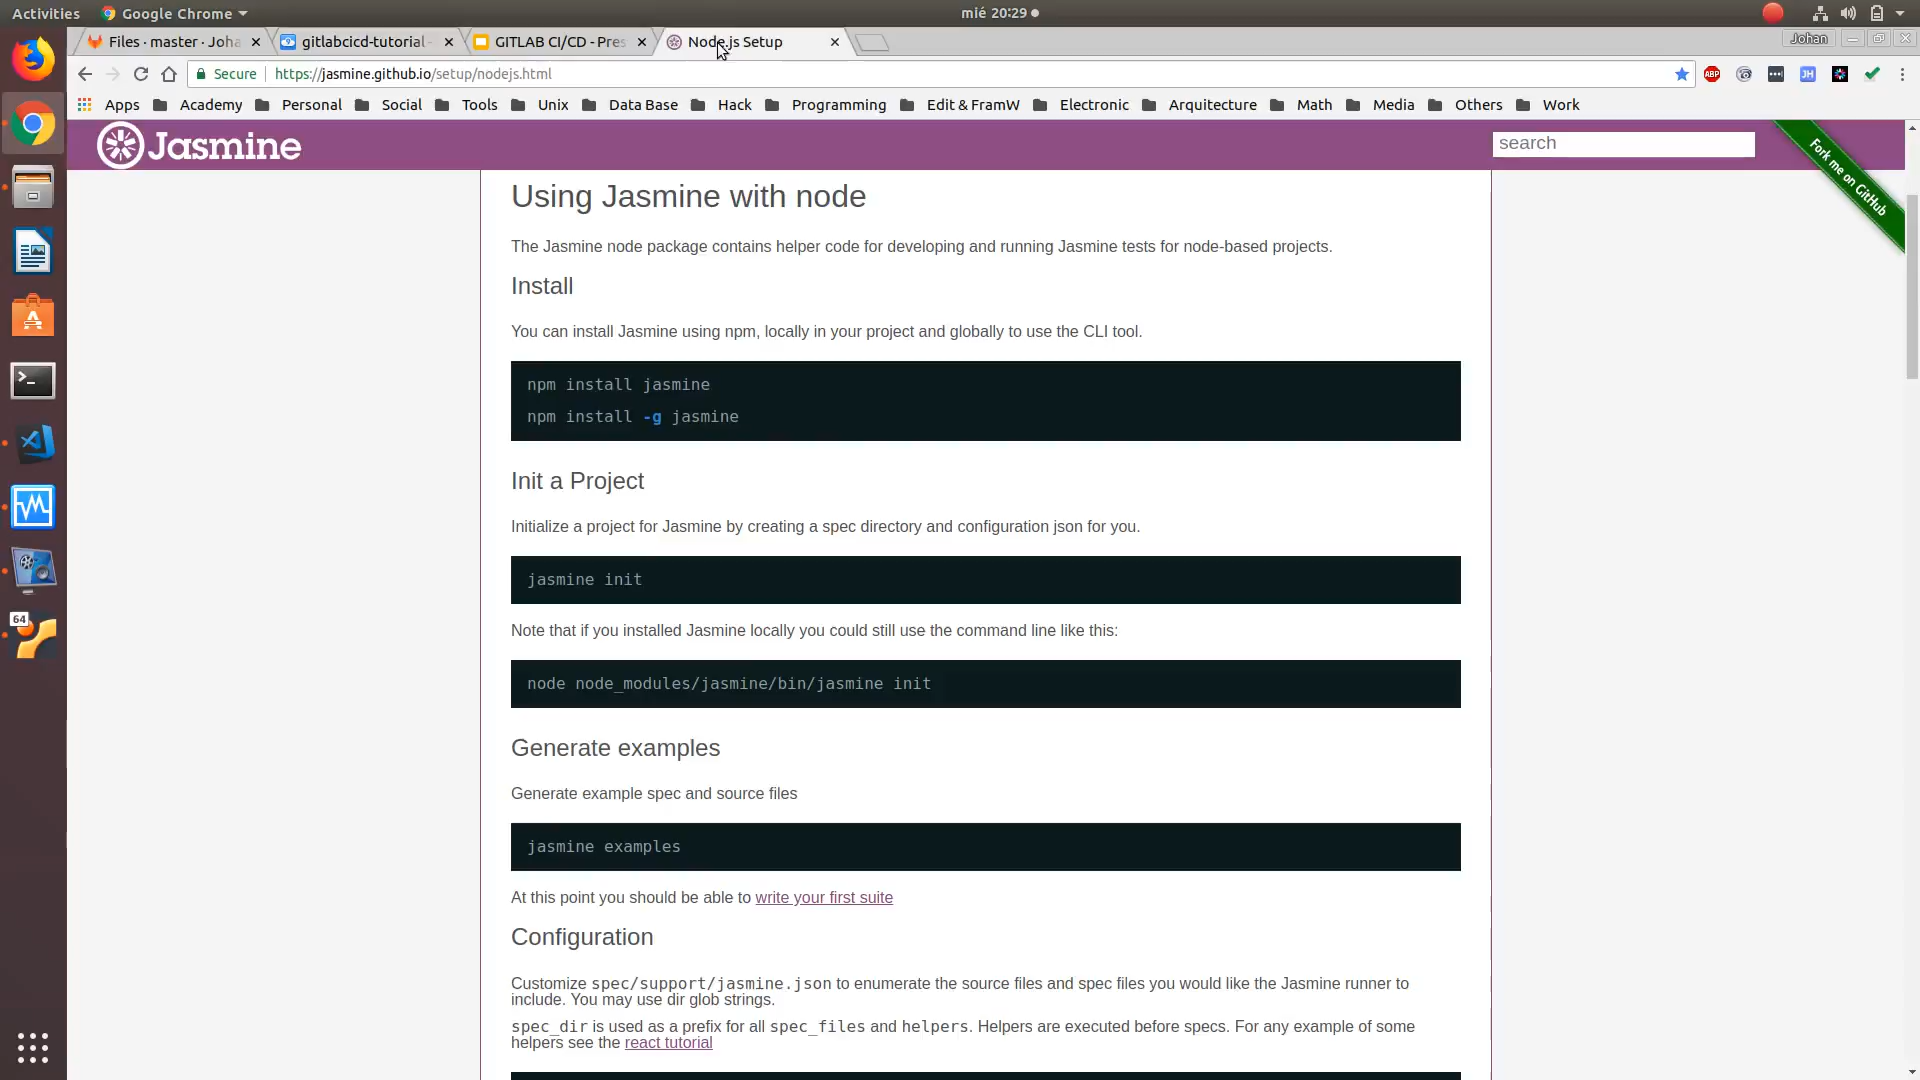 Activities
Google Chrome
mié 20:29
Files · master · Joha
gitlabcicd-tutorial -
GITLAB CI/CD - Pres
Node.js Setup
Johan
Secure
https://jasmine.github.io/setup/nodejs.html
ABP
JH
Apps
Academy
Personal
Social
Tools
Unix
Data Base
Hack
Programming
Edit & FramW
Electronic
Arquitecture
Math
Media
Others
Work
Jasmine
search
Fork me on GitHub
Using Jasmine with node
The Jasmine node package contains helper code for developing and running Jasmine tests for node-based projects.
Install
You can install Jasmine using npm, locally in your project and globally to use the CLI tool.
npm install jasmine
npm install -g jasmine
Init a Project
Initialize a project for Jasmine by creating a spec directory and configuration json for you.
jasmine init
Note that if you installed Jasmine locally you could still use the command line like this:
node node_modules/jasmine/bin/jasmine init
64
Generate examples
Generate example spec and source files
jasmine examples
At this point you should be able to write your first suite
Configuration
Customize spec/support/jasmine.json to enumerate the source files and spec files you would like the Jasmine runner to
include. You may use dir glob strings.
spec_dir is used as a prefix for all spec_files and helpers. Helpers are executed before specs. For any example of some
helpers see the react tutorial